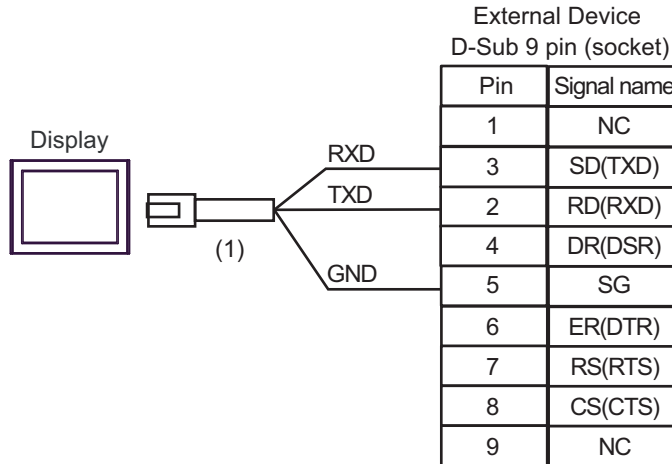 External Device
D-Sub 9 pin (socket)
Pin Signal name
1 NC
3 SD(TXD)
2 RD(RXD)
4 DR(DSR)
5 SG
6 ER(DTR)
7 RS(RTS)
8 CS(CTS)
9 NC
Display
RXD
TXD
(1)
GND